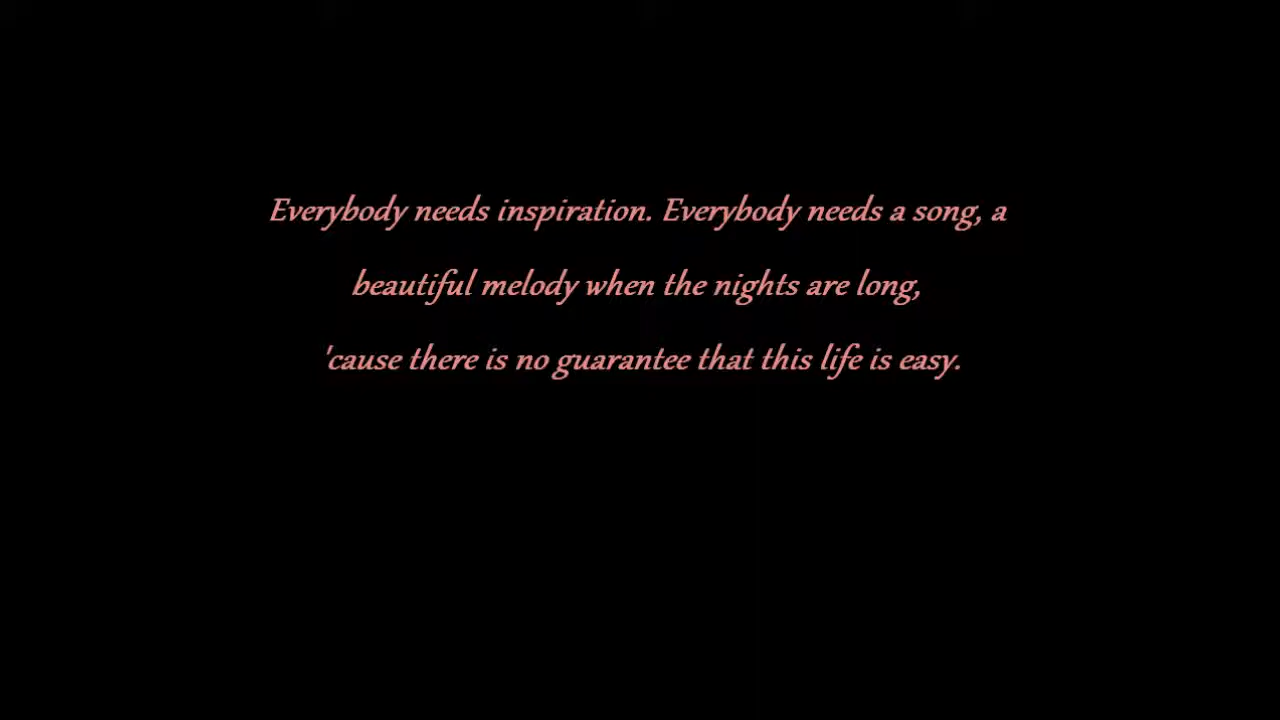 Everybody needs inspiration. Everybody needs a song, a
beautiful melody when the nights are long,
'cause there is no guarantee that this life is easy.